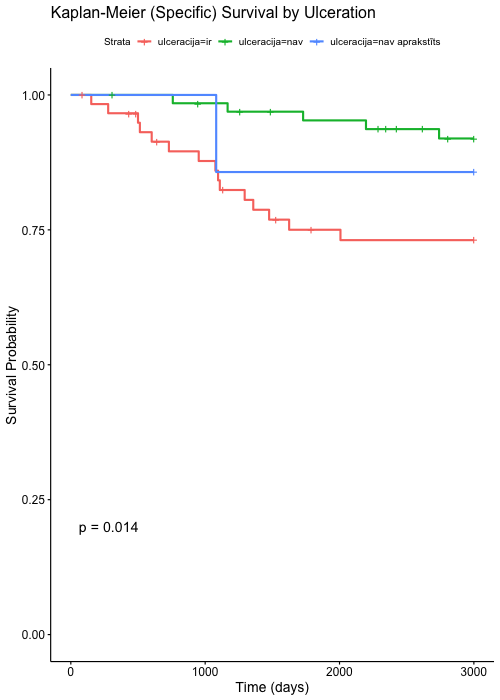 Kaplan-Meier (Specific) Survival by Ulceration
Strata ulceracija=ir ulceracija=nav ulceracija=nav aprakstīts
1.00
0.75
0.50
0.25
0.00
Survival Probability
p = 0.014
0 1000 2000 3000
Time (days)